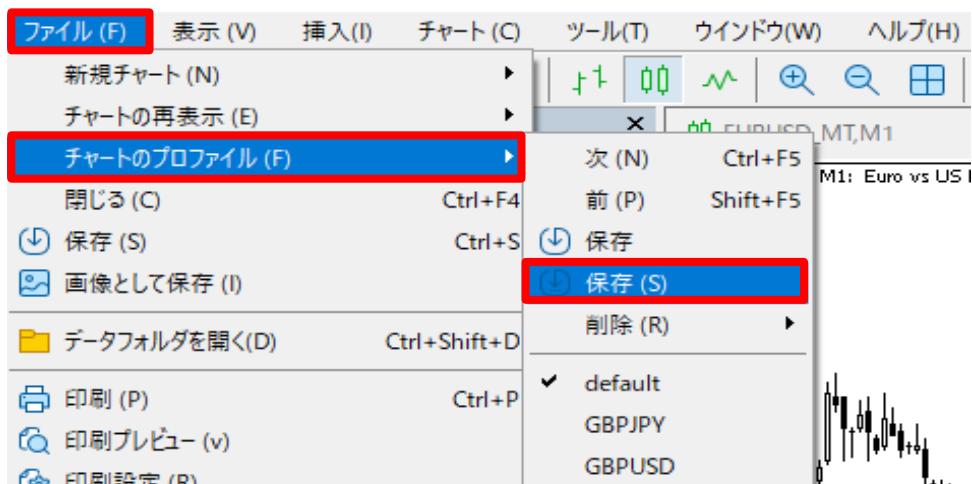 ファイル (F) 表示 (V) 挿入(I) チャート (C) ツール(T) ウインドウ(W) ヘルプ(H)
新規チャート (N)
チャートの再表示 (E)
チャートのプロファイル (F)
閉じる (C) Ctrl+F4
保存 (S) Ctrl+S
画像として保存 (I)
データフォルダを開く(D) Ctrl+Shift+D
印刷 (P) Ctrl+P
印刷プレビュー (v)
印刷設定 (R)
EURUSD_MT,M1
M1: Euro vs US
次 (N) Ctrl+F5
前 (P) Shift+F5
保存
保存 (S)
削除 (R)
default
GBPJPY
GBPUSD